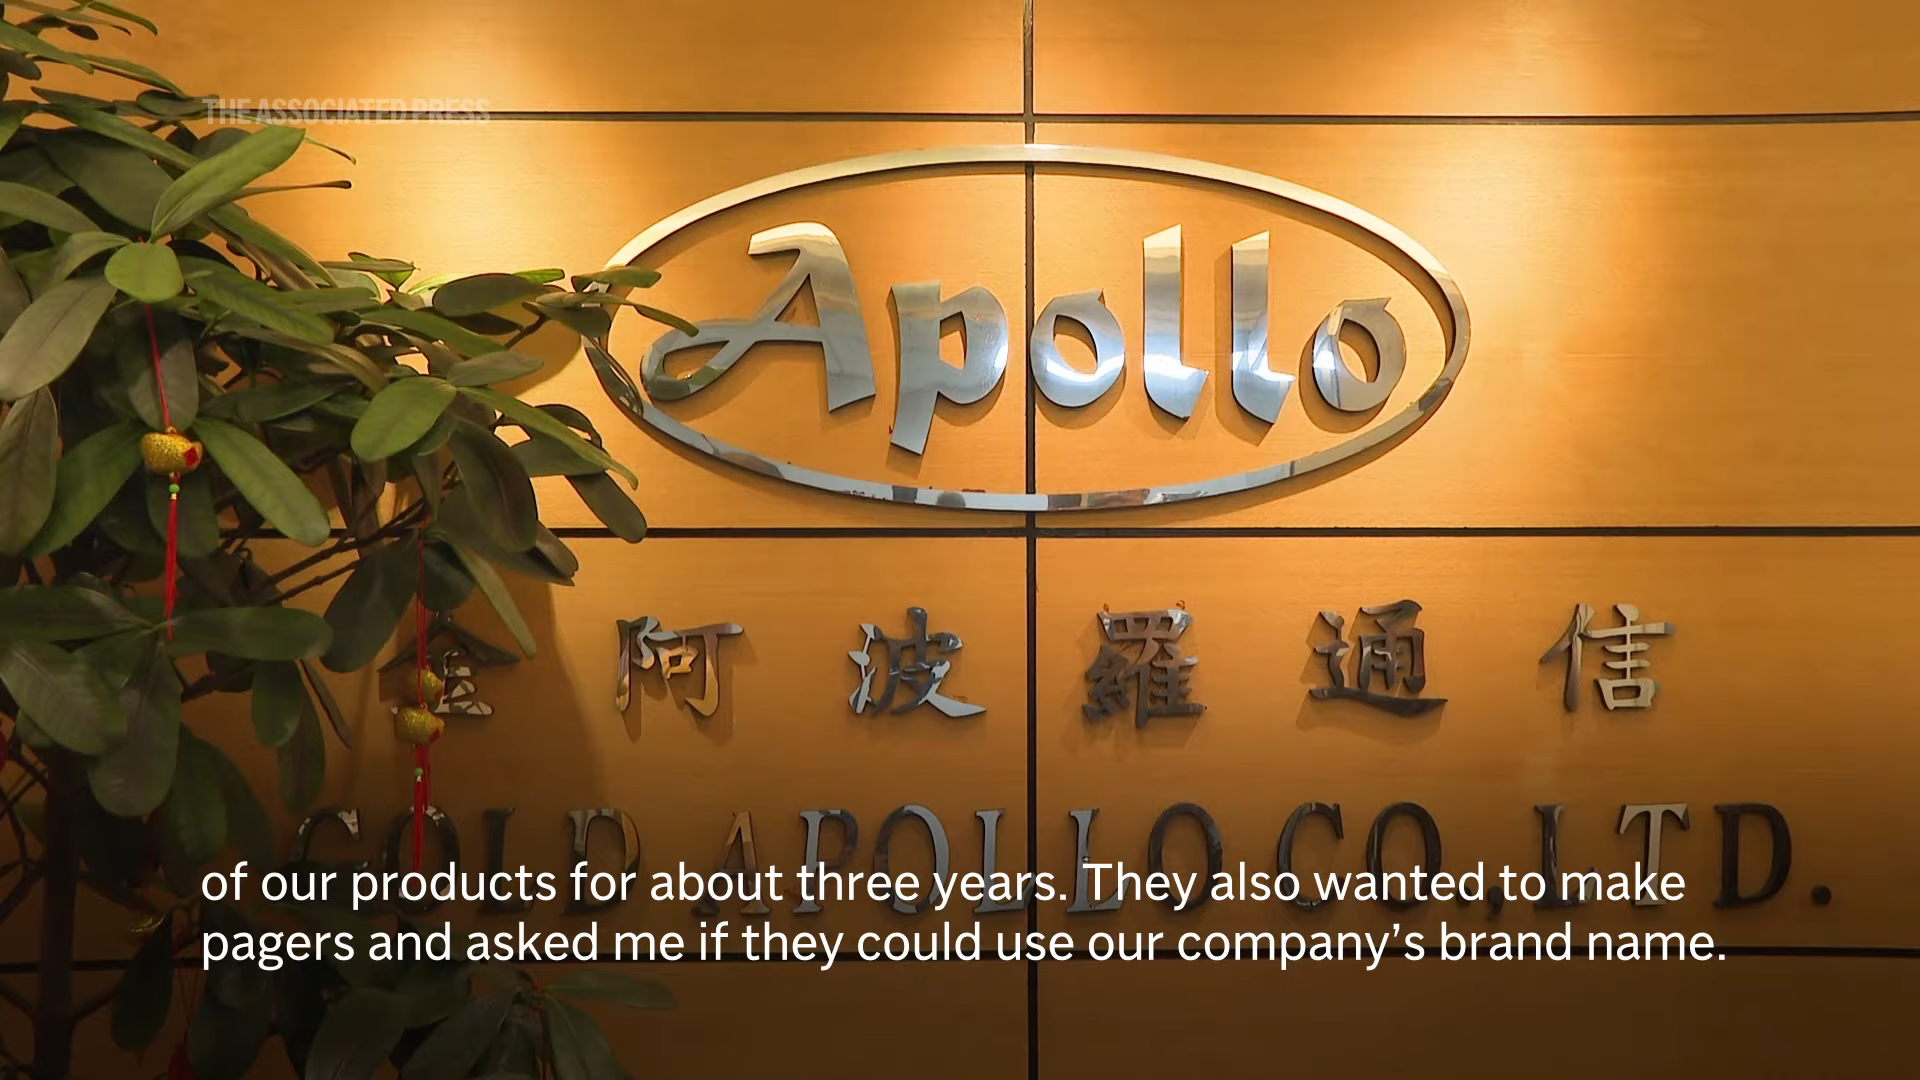 THE ASSOCIATED PRESS
Apollo
金阿波羅通信
GOLD APOLLO CO., LTD.
of our products for about three years. They also wanted to make
pagers and asked me if they could use our company’s brand name.